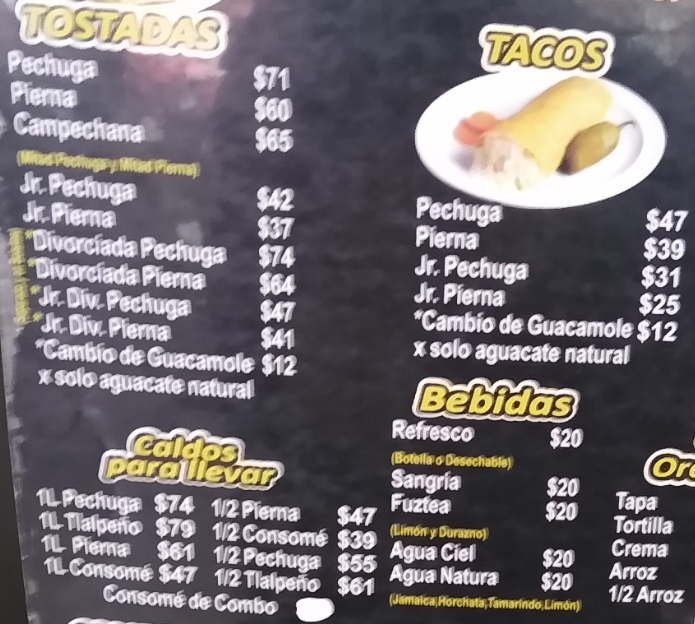 TOSTADAS
Pechuga $71
Pierna $60
Campechana $65
(Mitad Pechuga y Mitad Pierna)
Jr. Pechuga $42
Jr. Pierna $37
*Divorciada Pechuga $74
*Divorciada Pierna $64
*Jr. Div. Pechuga $47
*Jr. Div. Pierna $41
*Cambio de Guacamole $12
x solo aguacate natural
Caldos
para llevar
1L Pechuga $74 1/2 Pierna $47
1L Tlalpeño $79 1/2 Consomé $39
1L Pierna $61 1/2 Pechuga $55
1L Consomé $47 1/2 Tlalpeño $61
Consomé de Combo
TACOS
Pechuga $47
Pierna $39
Jr. Pechuga $31
Jr. Pierna $25
*Cambio de Guacamole $12
x solo aguacate natural
Bebidas
Refresco $20
(Botella o Desechable)
Sangría $20
Fuztea $20
(Limón y Durazno)
Agua Ciel $20
Agua Natura $20
(Jamaica, Horchata, Tamarindo, Limón)
Ord
Tapa
Tortilla
Crema
Arroz
1/2 Arroz